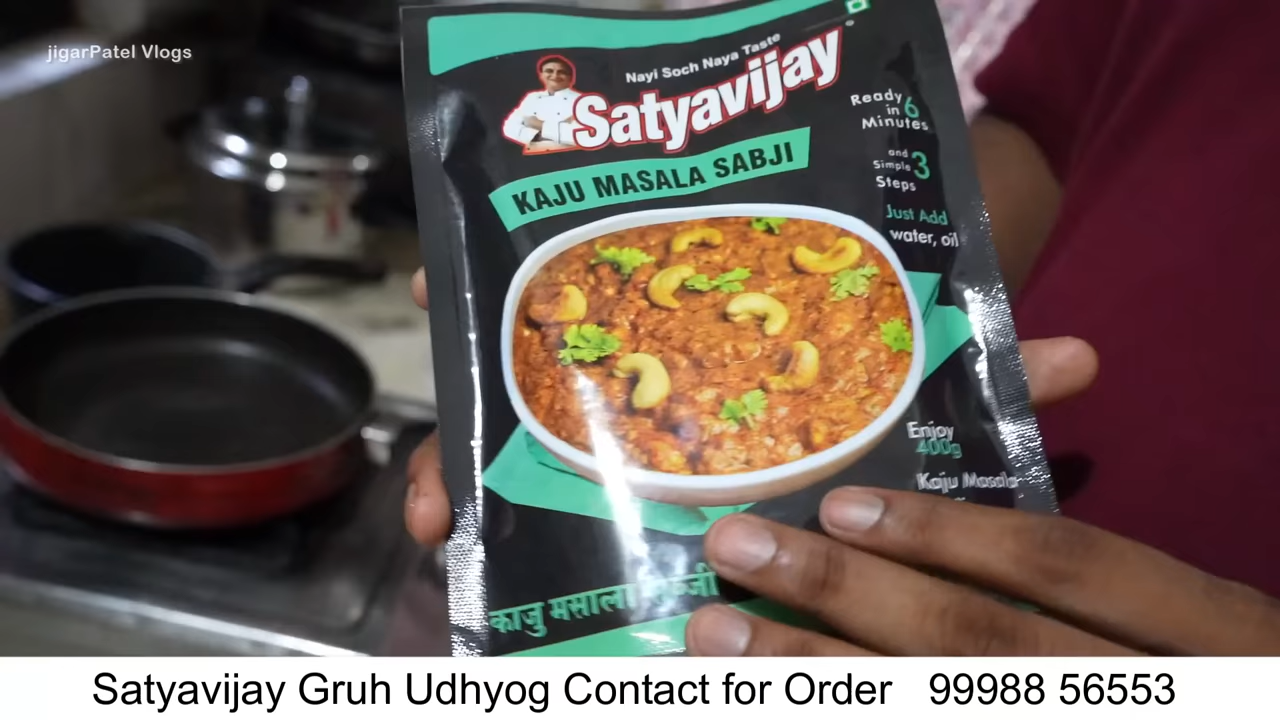 jigarPatel Vlogs
Nayi Soch Naya Taste
Satyavijay
KAJU MASALA SABJI
Ready
in 6
Minutes
and
Simple 3
Steps
Just Add
water, oil
Enjoy
400g
Kaju Masala
काजु मसाला
Satyavijay Gruh Udhyog Contact for Order 99988 56553